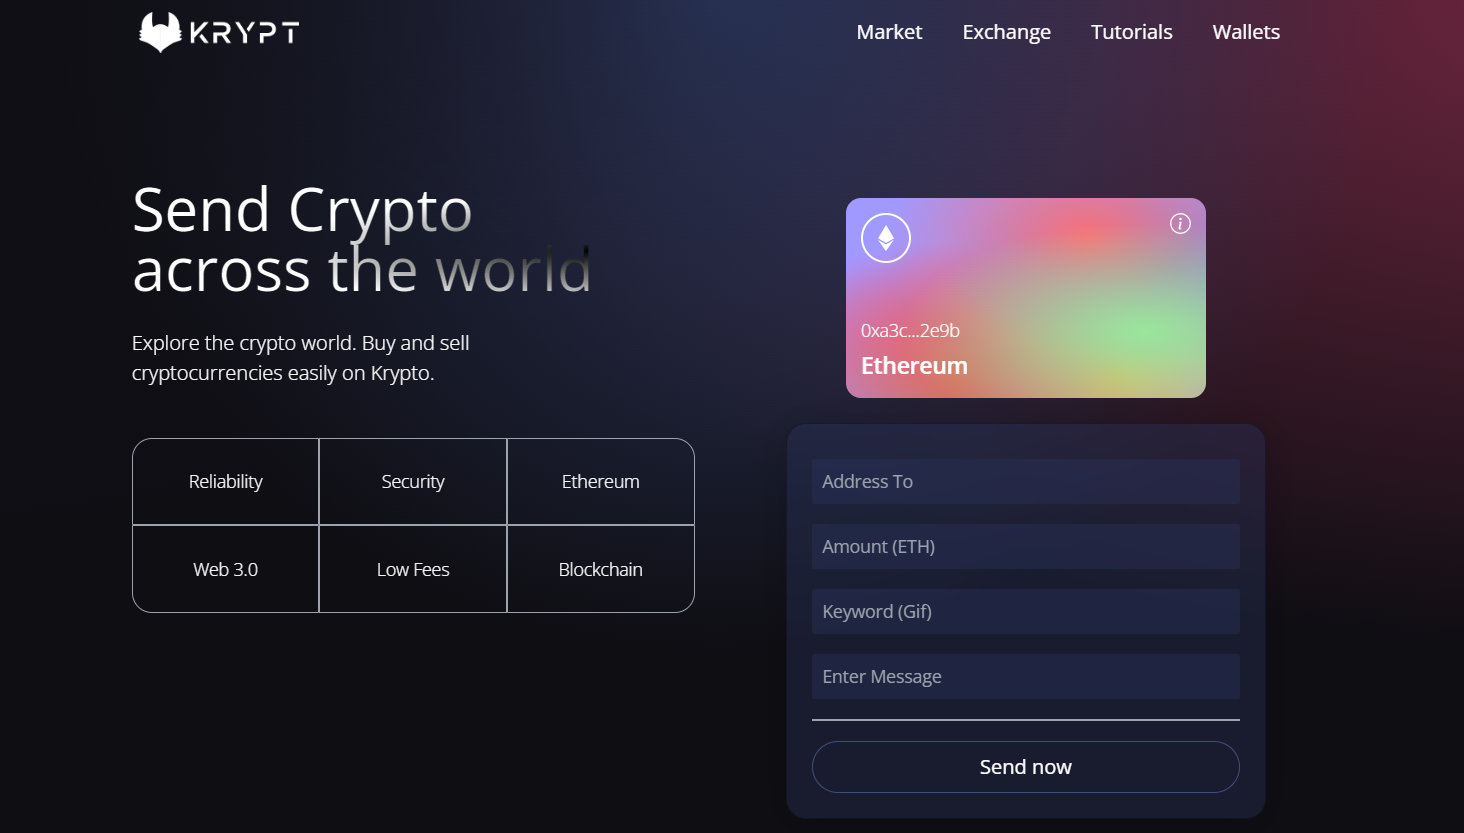 KRYPT
Market Exchange Tutorials Wallets
Send Crypto
across the world
Explore the crypto world. Buy and sell
cryptocurrencies easily on Krypto.
Reliability Security Ethereum
Web 3.0 Low Fees Blockchain
i
0xa3c...2e9b
Ethereum
Address To
Amount (ETH)
Keyword (Gif)
Enter Message
Send now